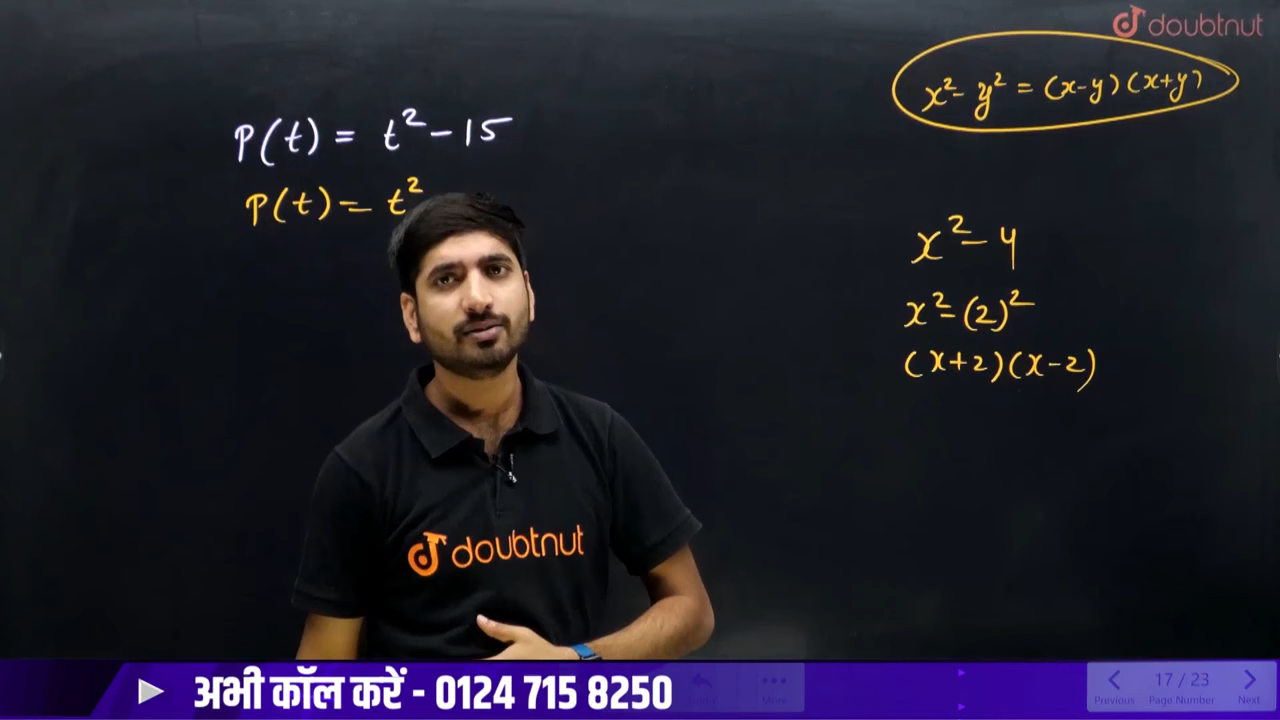 doubtnut
x² - y² = (x-y)(x+y)
P(t) = t² - 15
P(t) = t²
x² - 4
x² - (2)²
(x+2)(x-2)
doubtnut
अभी कॉल करें - 0124 715 8250
More
17 / 23
Previous Page Number Next